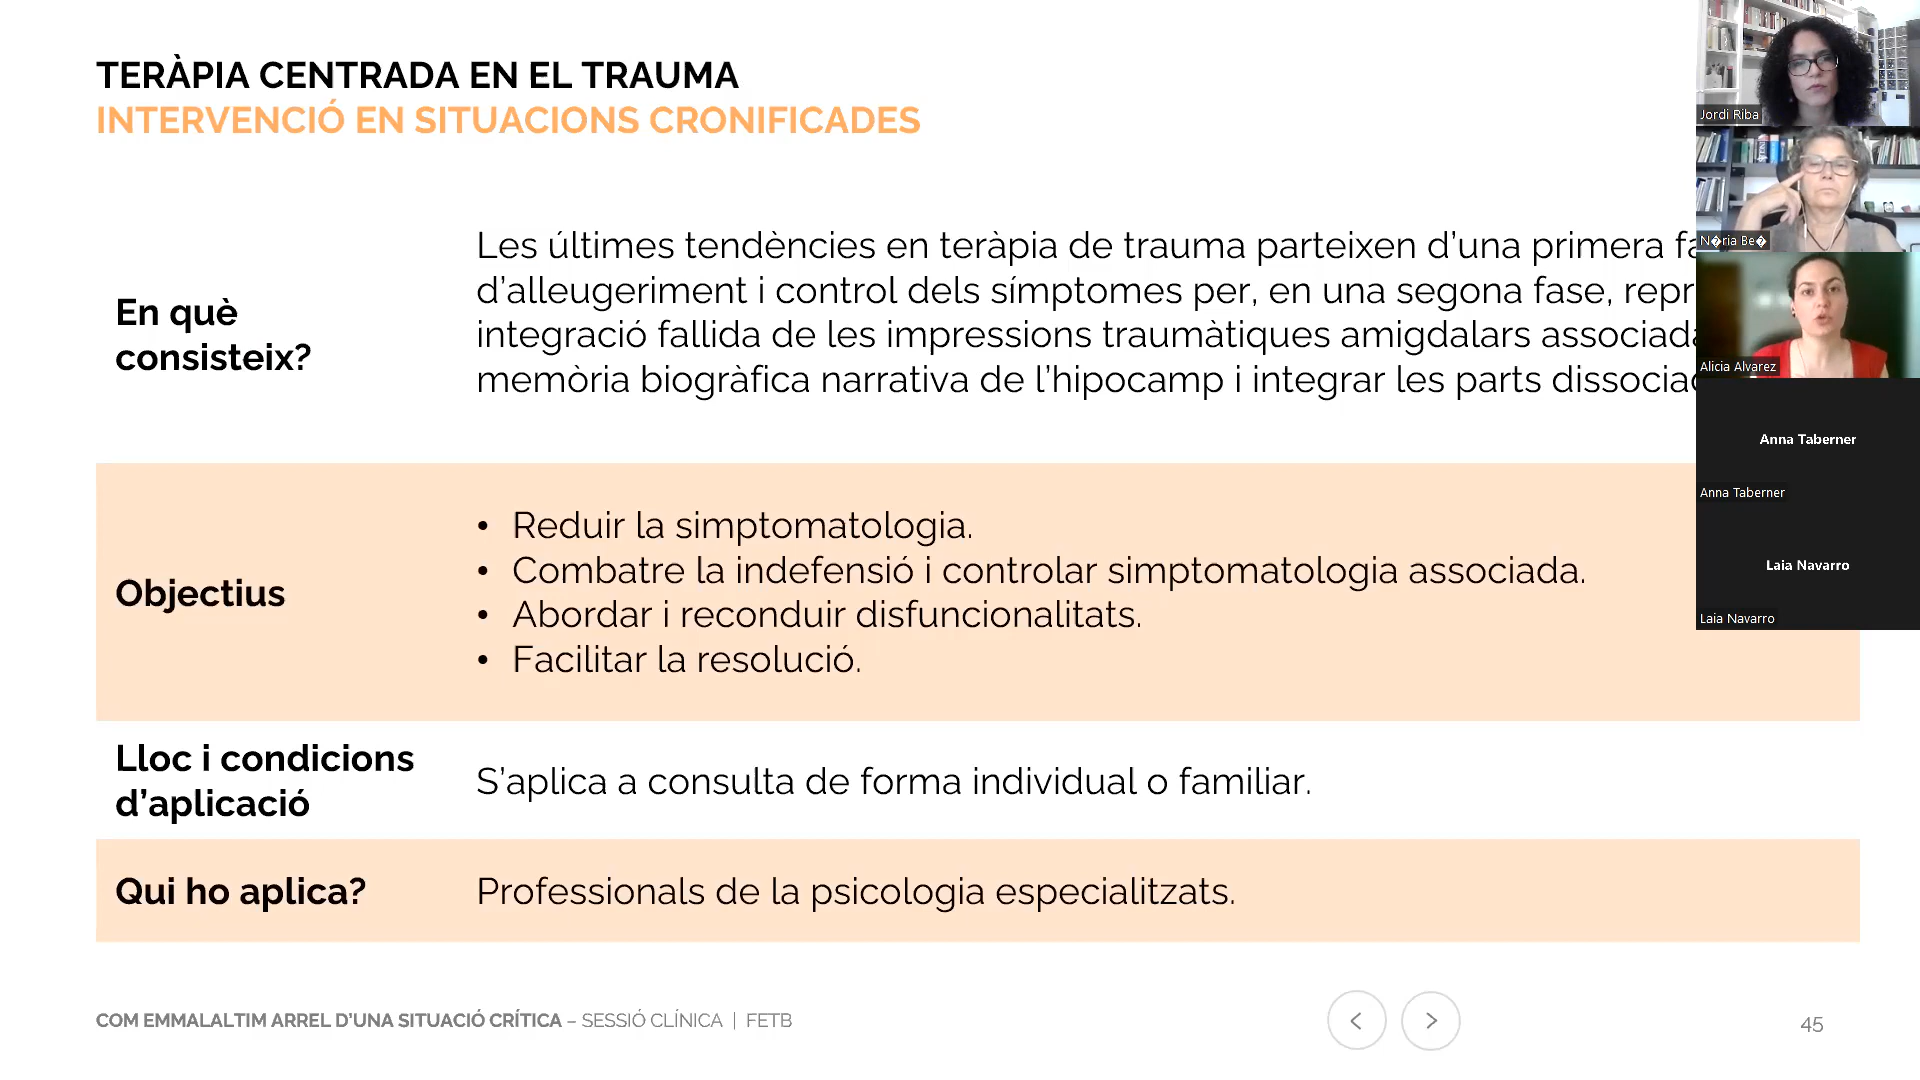 TERÀPIA CENTRADA EN EL TRAUMA
INTERVENCIÓ EN SITUACIONS CRONIFICADES
En què
consisteix?
Les últimes tendències en teràpia de trauma parteixen d’una primera
d’alleugeriment i control dels símptomes per, en una segona fase,
integració fallida de les impressions traumàtiques amigdalars
memòria biogràfica narrativa de l’hipocamp i integrar les parts
Objectius
• Reduir la simptomatologia.
• Combatre la indefensió i controlar simptomatologia associada.
• Abordar i reconduir disfuncionalitats.
• Facilitar la resolució.
Lloc i condicions
d’aplicació
S’aplica a consulta de forma individual o familiar.
Qui ho aplica?
Professionals de la psicologia especialitzats.
COM EMMALALTIM ARREL D’UNA SITUACIÓ CRÍTICA – SESSIÓ CLÍNICA | FETB
45
Jordi Riba
N�ria Be�
Alicia Alvarez
Anna Taberner
Anna Taberner
Laia Navarro
Laia Navarro